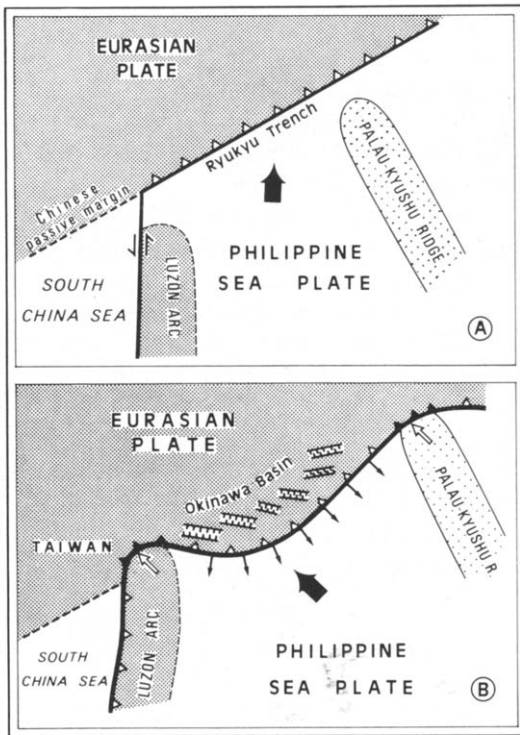 EURASIAN
PLATE
Ryukyu Trench
PALAU-KYUSHU RIDGE
Chinese
passive margin
PHILIPPINE
SEA PLATE
SOUTH
CHINA SEA
LUZON ARC
A
EURASIAN
PLATE
Okinawa Basin
TAIWAN
PALAU-KYUSHU R.
LUZON ARC
SOUTH
CHINA SEA
PHILIPPINE
SEA PLATE
B